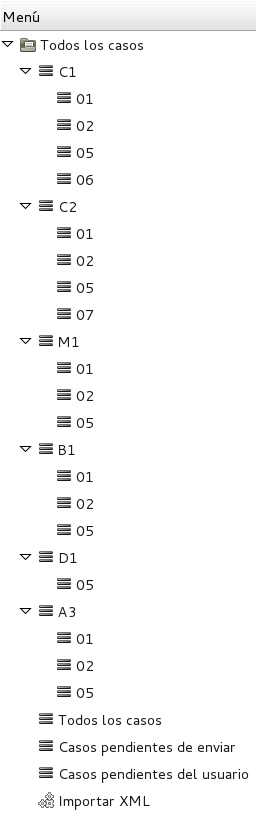 Menú
Todos los casos
C1
01
02
05
06
C2
01
02
05
07
M1
01
02
05
B1
01
02
05
D1
05
A3
01
02
05
Todos los casos
Casos pendientes de enviar
Casos pendientes del usuario
Importar XML